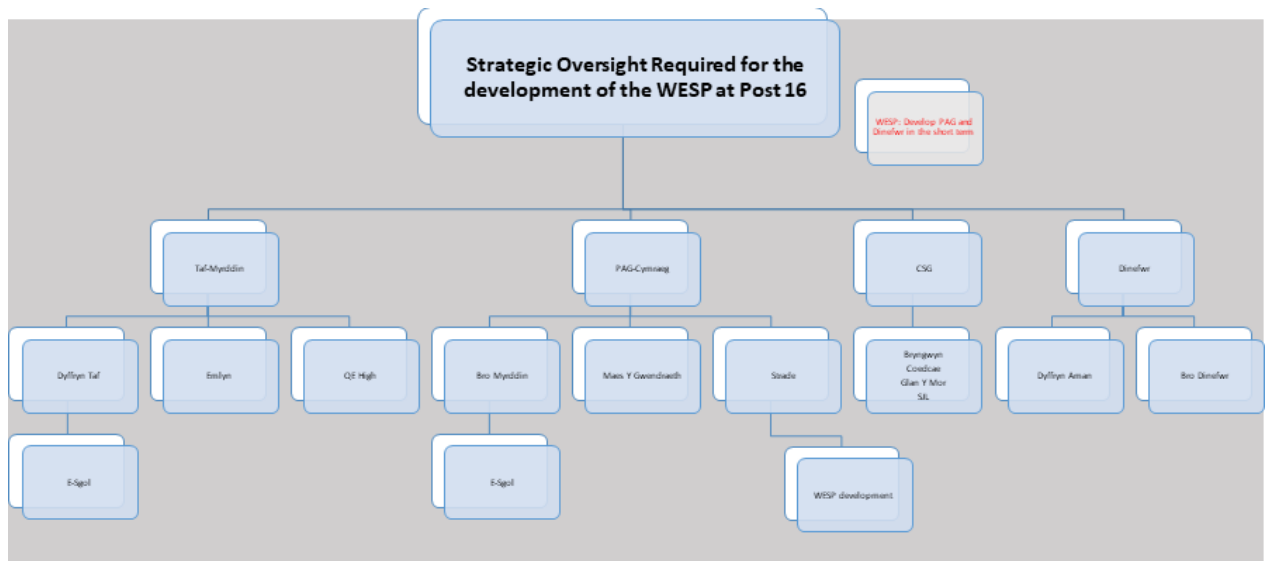 Strategic Oversight Required for the
development of the WESP at Post 16
WESP: Develop PAG and
Dinefwr in the short term
Taf-Myrddin
PAG-Cymraeg
CSG
Dinefwr
Dyffryn Taf
Emlyn
QE High
Bro Myrddin
Maes Y Gwendraeth
Strade
Bryngwyn
Coedcae
Glan Y Mor
SJL
Dyffryn Aman
Bro Dinefwr
E-Sgol
E-Sgol
WESP development